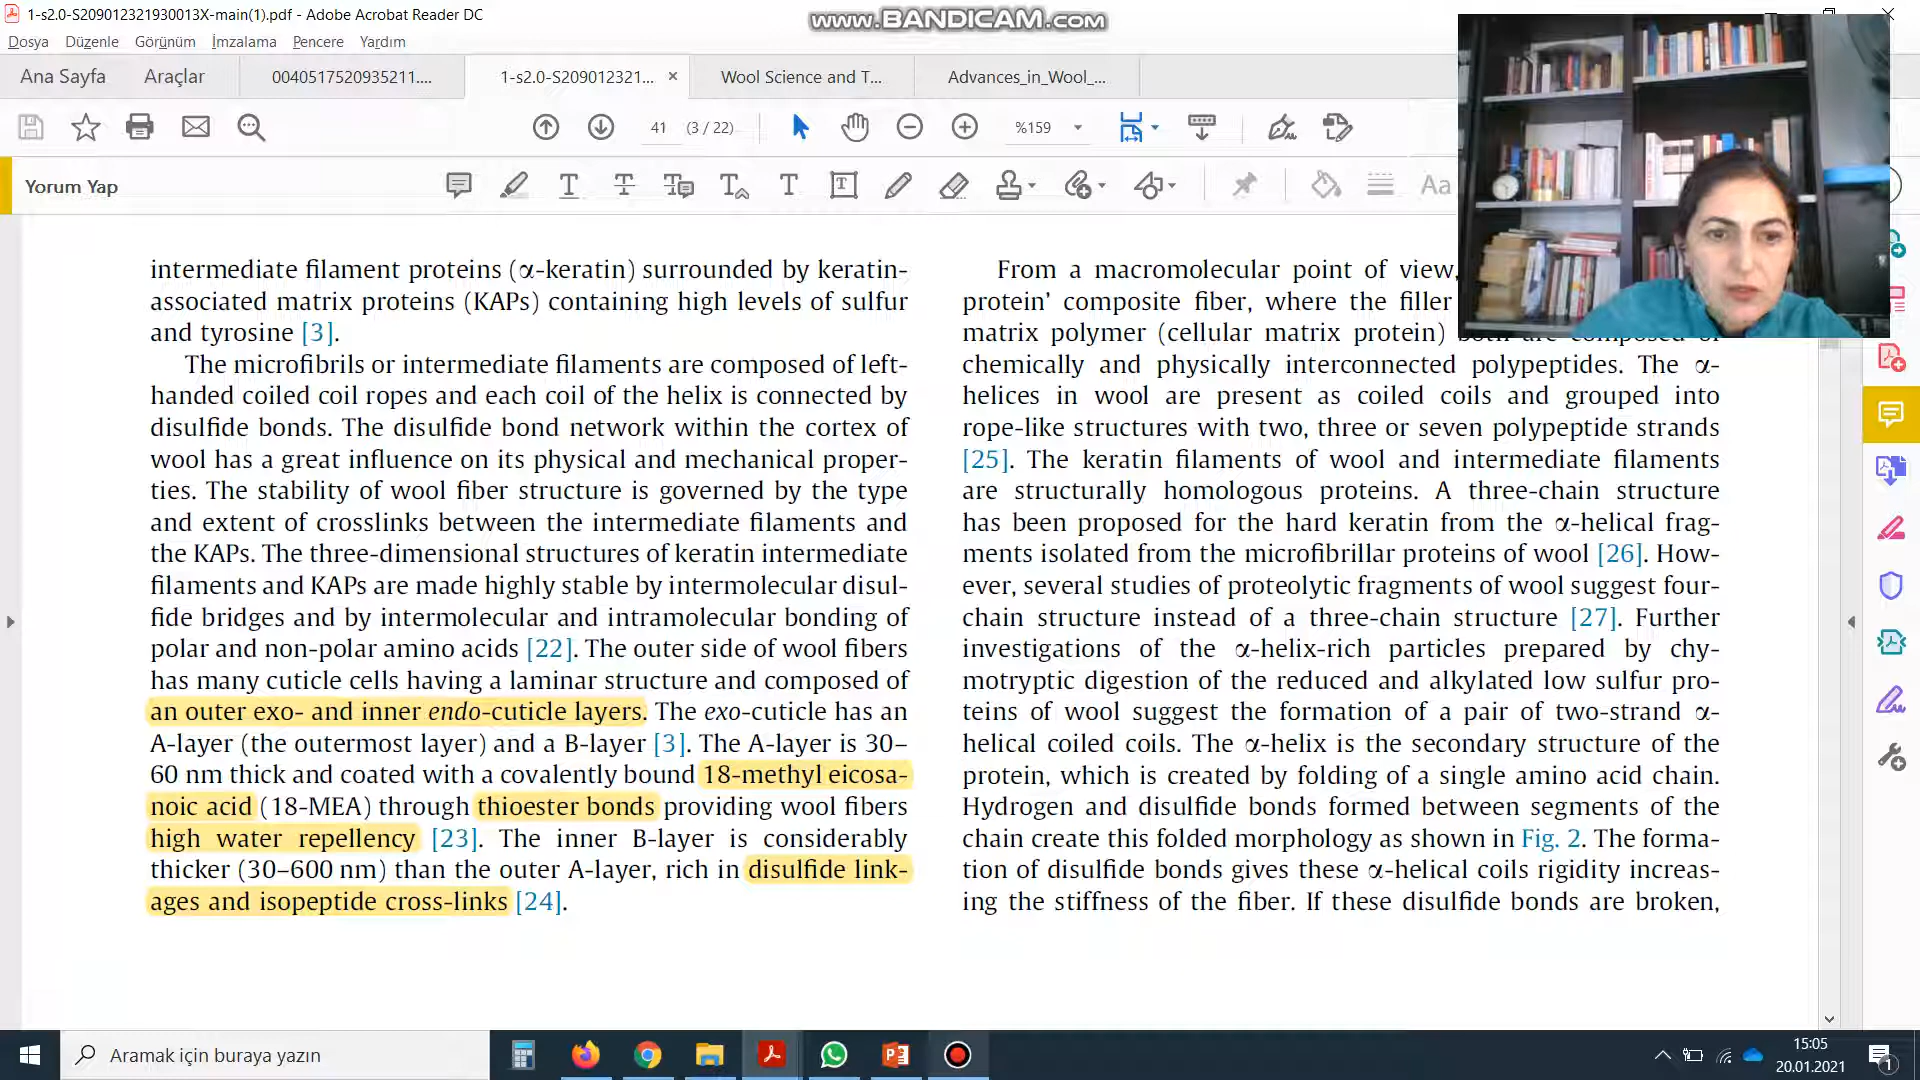 1-s2.0-S209012321930013X-main(1).pdf - Adobe Acrobat Reader DC
www.BANDICAM.com
Dosya Düzenle Görünüm İmzalama Pencere Yardım
Ana Sayfa Araçlar 0040517520935211.... 1-s2.0-S209012321... Wool Science and T... Advances_in_Wool_...
41 (3 / 22) %159
Yorum Yap
Aa
intermediate filament proteins (α-keratin) surrounded by keratin-
associated matrix proteins (KAPs) containing high levels of sulfur
and tyrosine [3].
The microfibrils or intermediate filaments are composed of left-
handed coiled coil ropes and each coil of the helix is connected by
disulfide bonds. The disulfide bond network within the cortex of
wool has a great influence on its physical and mechanical proper-
ties. The stability of wool fiber structure is governed by the type
and extent of crosslinks between the intermediate filaments and
the KAPs. The three-dimensional structures of keratin intermediate
filaments and KAPs are made highly stable by intermolecular disul-
fide bridges and by intermolecular and intramolecular bonding of
polar and non-polar amino acids [22]. The outer side of wool fibers
has many cuticle cells having a laminar structure and composed of
an outer exo- and inner endo-cuticle layers. The exo-cuticle has an
A-layer (the outermost layer) and a B-layer [3]. The A-layer is 30–
60 nm thick and coated with a covalently bound 18-methyl eicosa-
noic acid (18-MEA) through thioester bonds providing wool fibers
high water repellency [23]. The inner B-layer is considerably
thicker (30–600 nm) than the outer A-layer, rich in disulfide link-
ages and isopeptide cross-links [24].
From a macromolecular point of view,
protein' composite fiber, where the filler
matrix polymer (cellular matrix protein) both are composed of
chemically and physically interconnected polypeptides. The α-
helices in wool are present as coiled coils and grouped into
rope-like structures with two, three or seven polypeptide strands
[25]. The keratin filaments of wool and intermediate filaments
are structurally homologous proteins. A three-chain structure
has been proposed for the hard keratin from the α-helical frag-
ments isolated from the microfibrillar proteins of wool [26]. How-
ever, several studies of proteolytic fragments of wool suggest four-
chain structure instead of a three-chain structure [27]. Further
investigations of the α-helix-rich particles prepared by chy-
motryptic digestion of the reduced and alkylated low sulfur pro-
teins of wool suggest the formation of a pair of two-strand α-
helical coiled coils. The α-helix is the secondary structure of the
protein, which is created by folding of a single amino acid chain.
Hydrogen and disulfide bonds formed between segments of the
chain create this folded morphology as shown in Fig. 2. The forma-
tion of disulfide bonds gives these α-helical coils rigidity increas-
ing the stiffness of the fiber. If these disulfide bonds are broken,
Aramak için buraya yazın
15:05
20.01.2021
1